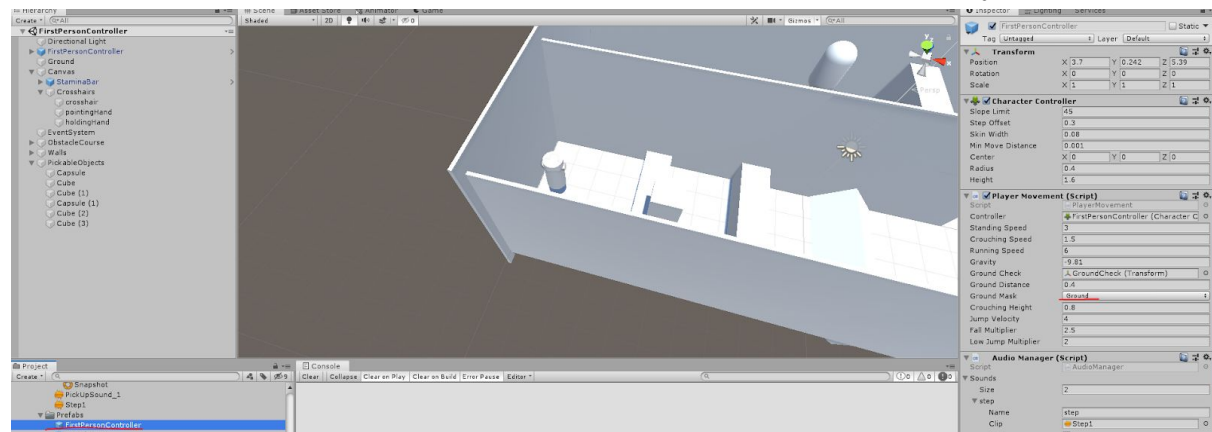 Hierarchy
Create
All
FirstPersonController
Directional Light
FirstPersonController
Ground
Canvas
StaminaBar
Crosshairs
crosshair
pointingHand
holdingHand
EventSystem
ObstacleCourse
Walls
PickableObjects
Capsule
Cube
Cube (1)
Capsule (1)
Cube (2)
Cube (3)
Scene Asset Store Animator Game
Shaded 2D 0 Gizmos All
y
Persp
Inspector Lighting Services
FirstPersonController Static
Tag Untagged Layer Default
Transform
Position X 3.7 Y 0.242 Z 5.39
Rotation X 0 Y 0 Z 0
Scale X 1 Y 1 Z 1
Character Controller
Slope Limit 45
Step Offset 0.3
Skin Width 0.08
Min Move Distance 0.001
Center X 0 Y 0 Z 0
Radius 0.4
Height 1.6
Player Movement (Script)
Script PlayerMovement
Controller FirstPersonController (Character C
Standing Speed 3
Crouching Speed 1.5
Running Speed 6
Gravity -9.81
Ground Check GroundCheck (Transform)
Ground Distance 0.4
Ground Mask Ground
Crouching Height 0.8
Jump Velocity 4
Fall Multiplier 2.5
Low Jump Multiplier 2
Audio Manager (Script)
Script AudioManager
Sounds
Size 2
step
Name step
Clip Step1
Project
Create 9
Snapshot
PickUpSound_1
Step1
Prefabs
FirstPersonController
Console
Clear Collapse Clear on Play Clear on Build Error Pause Editor 0 0 0